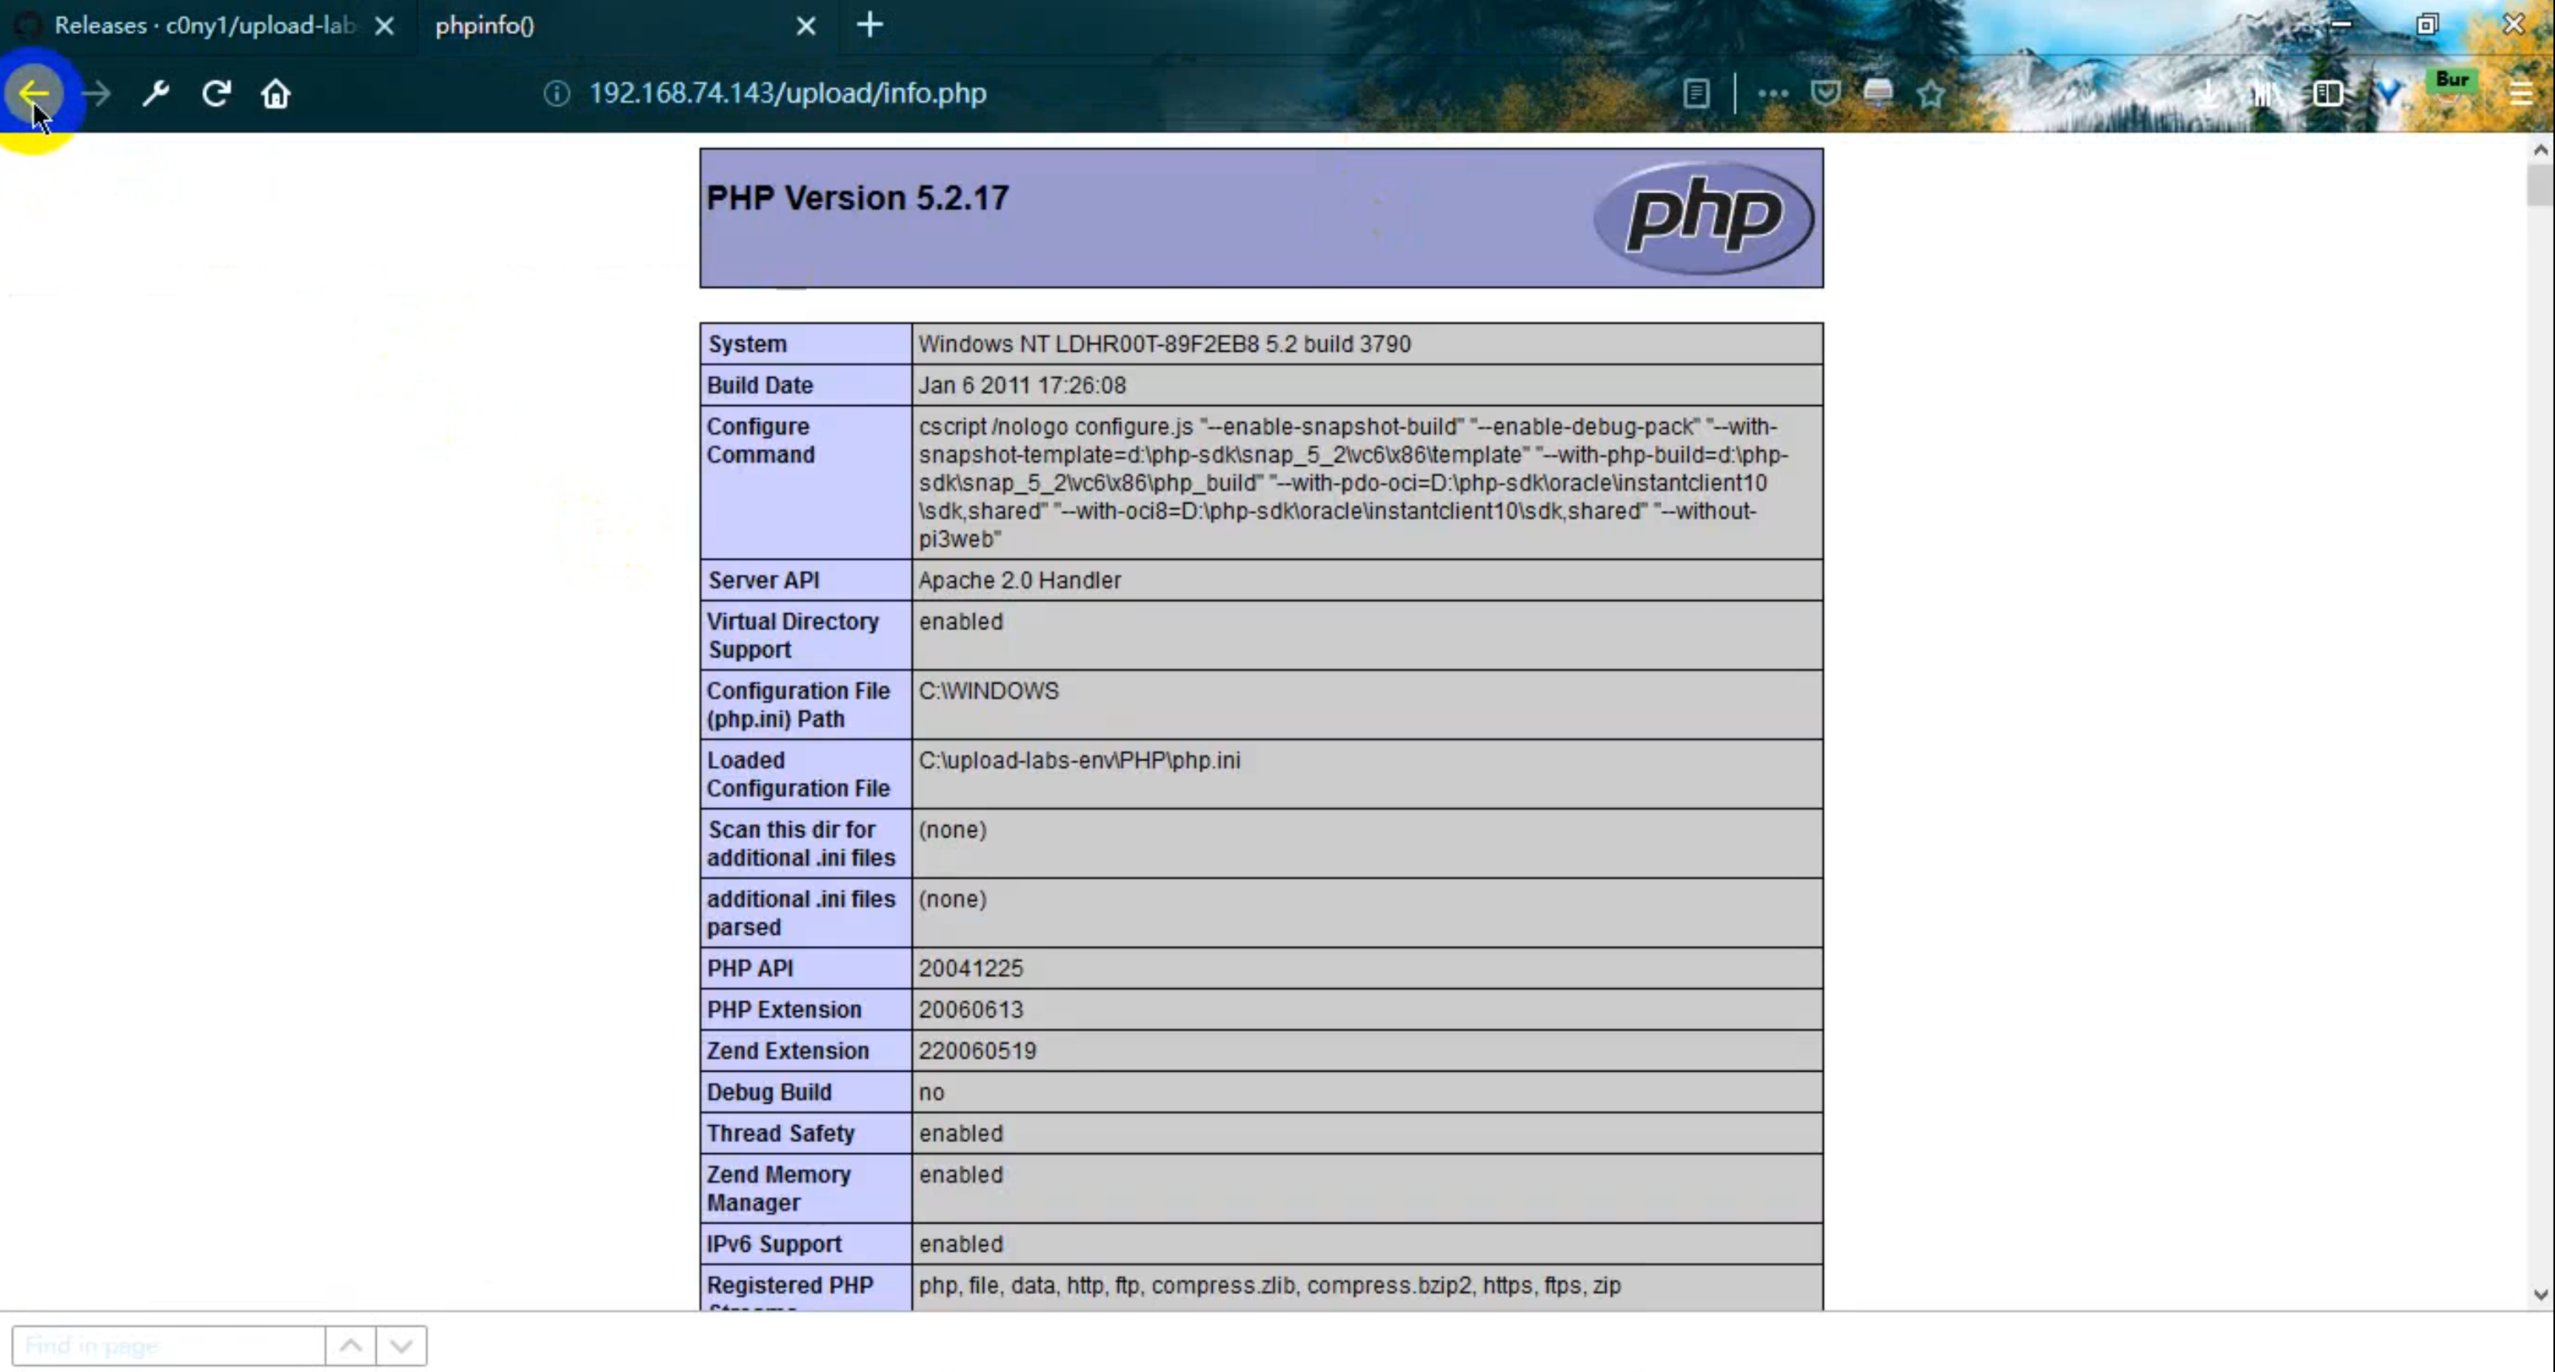 Releases · c0ny1/upload-lab
phpinfo()
192.168.74.143/upload/info.php
Bur
PHP Version 5.2.17
php
System
Windows NT LDHR00T-89F2EB8 5.2 build 3790
Build Date
Jan 6 2011 17:26:08
Configure
Command
cscript /nologo configure.js "--enable-snapshot-build" "--enable-debug-pack" "--with-
snapshot-template=d:\php-sdk\snap_5_2\vc6\x86\template" "--with-php-build=d:\php-
sdk\snap_5_2\vc6\x86\php_build" "--with-pdo-oci=D:\php-sdk\oracle\instantclient10
\sdk,shared" "--with-oci8=D:\php-sdk\oracle\instantclient10\sdk,shared" "--without-
pi3web"
Server API
Apache 2.0 Handler
Virtual Directory
Support
enabled
Configuration File
(php.ini) Path
C:\WINDOWS
Loaded
Configuration File
C:\upload-labs-env\PHP\php.ini
Scan this dir for
additional .ini files
(none)
additional .ini files
parsed
(none)
PHP API
20041225
PHP Extension
20060613
Zend Extension
220060519
Debug Build
no
Thread Safety
enabled
Zend Memory
Manager
enabled
IPv6 Support
enabled
Registered PHP
php, file, data, http, ftp, compress.zlib, compress.bzip2, https, ftps, zip
Find in page